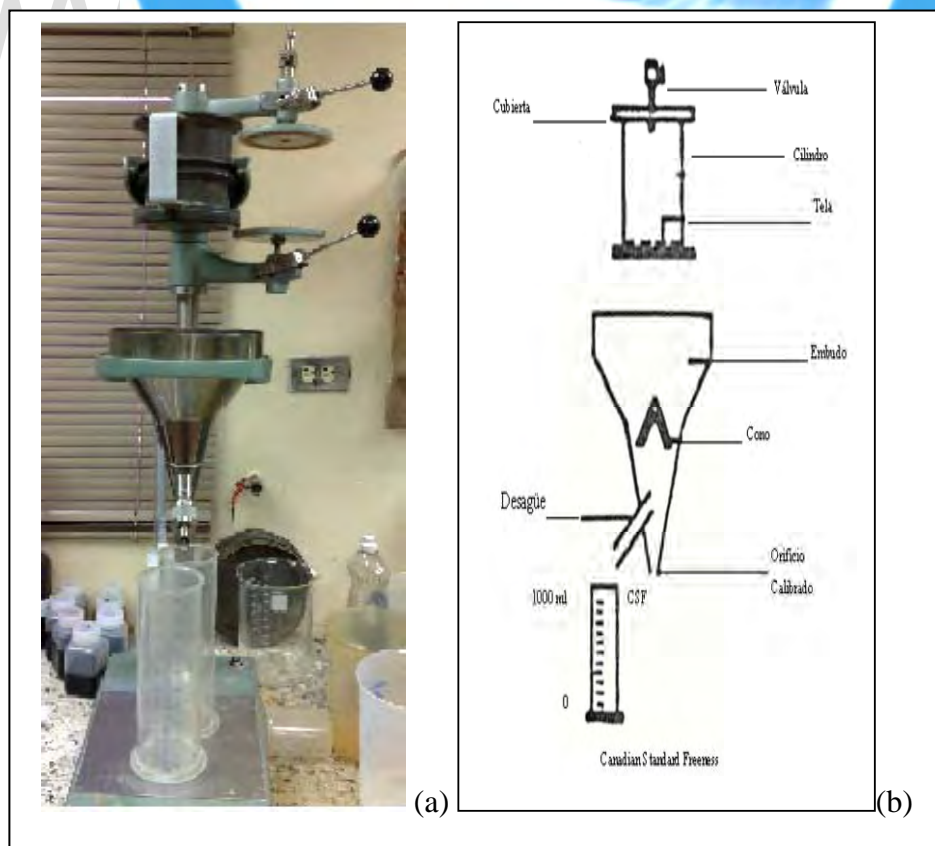 Válvula
Cubierta
Cilindro
Tela
Embudo
Cono
Desagüe
Orificio
Calibrado
1000 ml
CSF
0
Canadian Standard Freeness
(a)
(b)